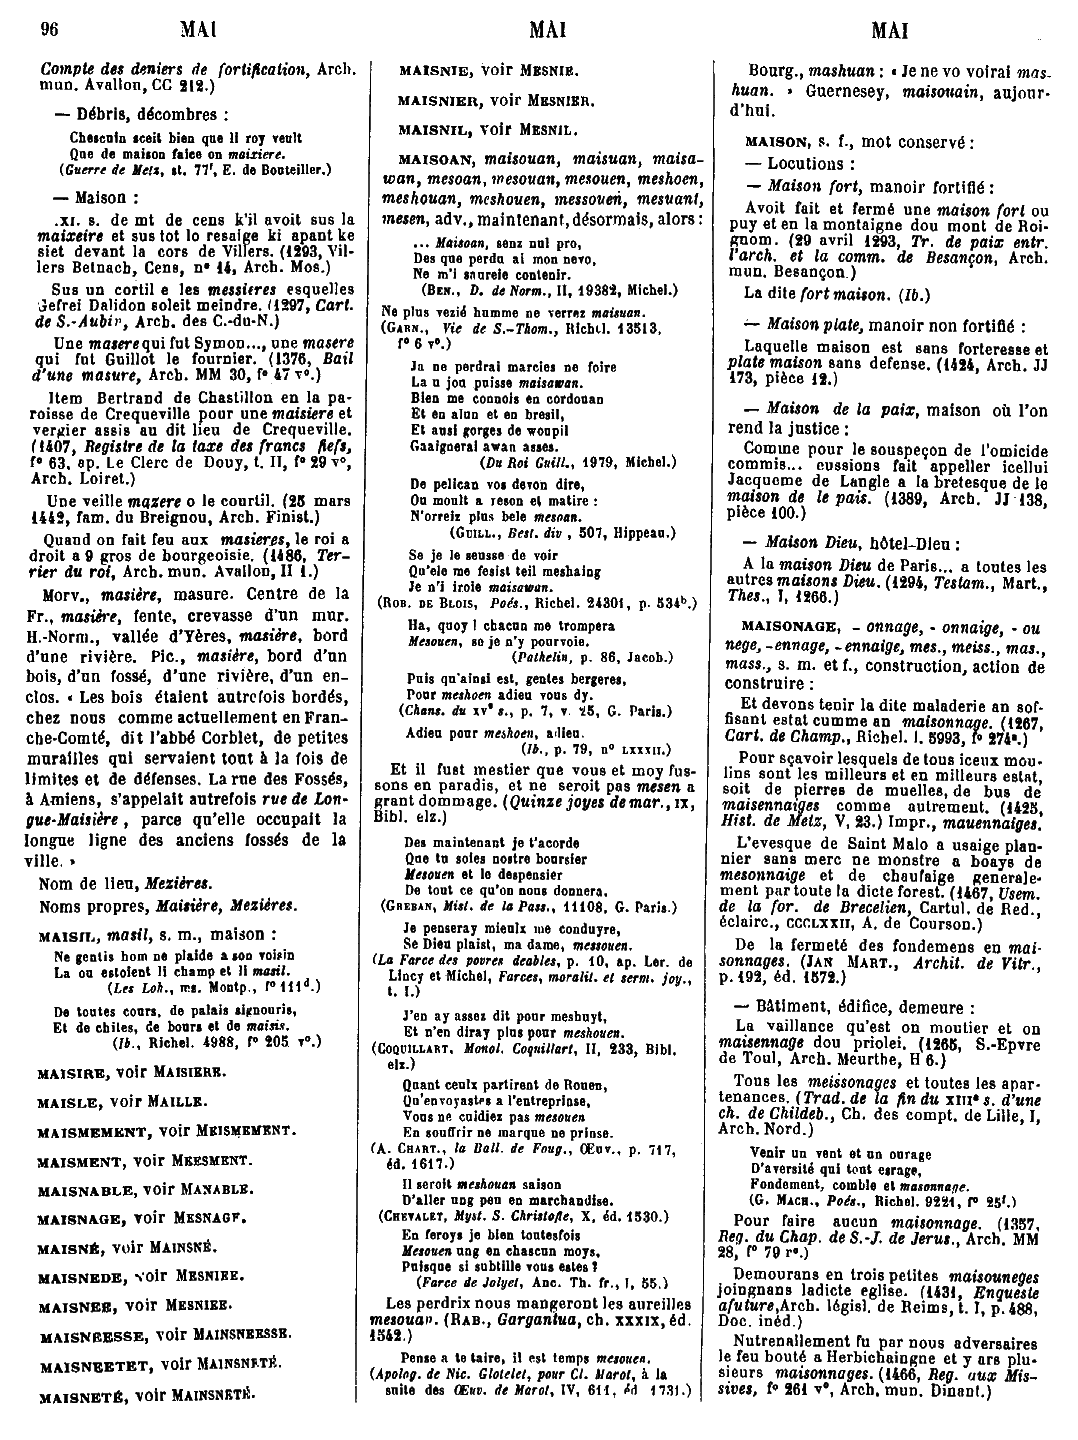 96 MAI MAI MAI
Compte des deniers de fortification, Arch.
mun. Avallon, CC 212.)
— Débris, décombres :
Chescuin sceit bien que li roy veult
Que de maison faice on maixiere.
(Guerre de Metz, st. 77f, E. de Bouteiller.)
— Maison :
.XI. s. de mt de cens k'il avoit sus la
maixeire et sus tot lo resaige ki apant ke
siet devant la cors de Villers. (1293, Vil-
lers Betnach, Cens, n° 14, Arch. Mos.)
Sus un cortil e les messieres esquelles
Jefrei Dalidon soleit meindre. (1297, Cart.
de S.-Aubin, Arch. des C.-du-N.)
Une masere qui fut Symon..., une masere
qui fut Guillot le fournier. (1376, Bail
d'une masure, Arch. MM 30, f° 47 v°.)
Item Bertrand de Chastillon en la pa-
roisse de Crequeville pour une maisiere et
vergier assis au dit lieu de Crequeville.
(1407, Registre de la taxe des francs fiefs,
f° 63, ap. Le Clerc de Douy, t. II, f° 29 v°,
Arch. Loiret.)
Une veille mazere o le courtil. (25 mars
1442, fam. du Breignou, Arch. Finist.)
Quand on fait feu aux masieres, le roi a
droit a 9 gros de bourgeoisie. (1486, Ter-
rier du roi, Arch. mun. Avallon, II 1.)
Morv., masière, masure. Centre de la
Fr., masière, fente, crevasse d'un mur.
H.-Norm., vallée d'Yères, masière, bord
d'une rivière. Pic., masière, bord d'un
bois, d'un fossé, d'une rivière, d'un en-
clos. « Les bois étaient autrefois bordés,
chez nous comme actuellement en Fran-
che-Comté, dit l'abbé Corblet, de petites
murailles qui servaient tout à la fois de
limites et de défenses. La rue des Fossés,
à Amiens, s'appelait autrefois rue de Lon-
gue-Maisière, parce qu'elle occupait la
longue ligne des anciens fossés de la
ville. »
Nom de lieu, Mezières.
Noms propres, Maisière, Mezières.
MAISIL, masil, s. m., maison :
Ne gentis hom ne plaide a son voisin
La ou estoient li champ et li masil.
(Les Loh., ms. Montp., f° 111d.)
De toutes cours, de palais signouris,
Et de chites, de bours et de maisis.
(Ib., Richel. 4988, f° 205 v°.)
MAISIRE, voir MAISIERE.
MAISLE, voir MAILLE.
MAISMEMENT, voir MEISMEMENT.
MAISMENT, voir MEESMENT.
MAISNABLE, voir MANABLE.
MAISNAGE, voir MESNAGE.
MAISNÉ, voir MAINSNÉ.
MAISNEDE, voir MESNIEE.
MAISNEE, voir MESNIEE.
MAISNEESSE, voir MAINSNEESSE.
MAISNEETET, voir MAINSNETÉ.
MAISNETÉ, voir MAINSNETÉ.
MAISNIE, voir MESNIE.
MAISNIER, voir MESNIER.
MAISNIL, voir MESNIL.
MAISOAN, maisouan, maisuan, maisa-
wan, mesoan, mesouan, mesouen, meshoen,
meshouan, meshouen, messouen, mesuant,
mesen, adv., maintenant, désormais, alors :
... Maisoan, senz nul pro,
Des que perdu ai mon nevo,
Ne m'i saureie contenir.
(BEN., D. de Norm., II, 19382, Michel.)
Ne plus vezié humme ne verrez maisuan.
(GARN., Vie de S.-Thom., Richel. 13513,
f° 6 v°.)
Ja ne perdrai marcies ne foire
La u jou puisse maisawan.
Bien me connois en cordouan
Et en alun et en bresil,
Et ausi gorges de woupil
Gaaigneral awan asses.
(Du Roi Guill., 1979, Michel.)
De pelican vos devon dire,
Ou moult a reson et matire :
N'orreiz plus bele mesoan.
(GUILL., Best. div , 507, Hippeau.)
Se je le seusse de voir
Qu'ele me fesist teil meshaing
Je n'i iroie maisawan.
(ROB. DE BLOIS, Poés., Richel. 24301, p. 534b.)
Ha, quoy ! chacun me trompera
Mesouen, se je n'y pourvoie.
(Pathelin, p. 86, Jacob.)
Puis qu'ainsi est, gentes bergeres,
Pour meshoen adieu vous dy.
(Chans. du XVe s., p. 7, v. 25, G. Paris.)
Adieu pour meshoen, adieu.
(Ib., p. 79, n° LXXXII.)
Et il fust mestier que vous et moy fus-
sons en paradis, et ne seroit pas mesen a
grant dommage. (Quinze joyes de mar., IX,
Bibl. elz.)
Des maintenant je t'acorde
Que tu soies nostre boursier
Mesouen et le despensier
De tout ce qu'on nous donnera.
(GREBAN, Mist. de la Pass., 11108, G. Paris.)
Je penseray mieulx me conduyre,
Se Dieu plaist, ma dame, messouen.
(La Farce des povres deables, p. 10, ap. Ler. de
Lincy et Michel, Farces, moralit. et serm. joy.,
t. I.)
J'en ay assez dit pour meshuyt,
Et n'en diray plus pour meshouen.
(COQUILLART, Monol. Coquillart, II, 233, Bibl.
elz.)
Quant ceulx partirent de Rouen,
Qu'envoyastes a l'entreprinse,
Vous ne cuidiez pas mesouen
En souffrir ne marque ne prinse.
(A. CHART., la Ball. de Foug., Œuv., p. 717,
éd. 1617.)
Il seroit meshouan saison
D'aller ung peu en marchandise.
(CHEVALET, Myst. S. Christofle, X, éd. 1530.)
En feroys je bien toutesfois
Mesouen ung en chascun moys,
Puisque si subtille vous estes ?
(Farce de Jolyet, Anc. Th. fr., I, 55.)
Les perdrix nous mangeront les aureilles
mesouan. (RAB., Gargantua, ch. XXXIX, éd.
1542.)
Pense a te taire, il est temps mesouen.
(Apolog. de Nic. Glotelet, pour Cl. Marot, à la
suite des Œuv. de Marot, IV, 611, éd 1731.)
Bourg., mashuan : « Je ne vo voirai mas-
huan. » Guernesey, maisouain, aujour-
d'hui.
MAISON, s. f., mot conservé :
— Locutions :
— Maison fort, manoir fortifié :
Avoit fait et fermé une maison fort ou
puy et en la montaigne dou mont de Roi-
gnom. (29 avril 1293, Tr. de paix entr.
l'arch. et la comm. de Besançon, Arch.
mun. Besançon.)
La dite fort maison. (Ib.)
— Maison plate, manoir non fortifié :
Laquelle maison est sans forteresse et
plate maison sans defense. (1424, Arch. JJ
173, pièce 12.)
— Maison de la paix, maison où l'on
rend la justice :
Comme pour le souspeçon de l'omicide
commis... eussions fait appeller icellui
Jacqueme de Langle a la bretesque de le
maison de le pais. (1389, Arch. JJ 138,
pièce 100.)
— Maison Dieu, hôtel-Dieu :
A la maison Dieu de Paris... a toutes les
autres maisons Dieu. (1294, Testam., Mart.,
Thes., I, 1266.)
MAISONAGE, - onnage, - onnaige, - ou
nege, -ennage, -ennaige, mes., meiss., mas.,
mass., s. m. et f., construction, action de
construire :
Et devons tenir la dite maladerie an sof-
fisant estat cumme an maisonnage. (1267,
Cart. de Champ., Richel. l. 5993, f° 274a.)
Pour sçavoir lesquels de tous iceux mou-
lins sont les milleurs et en milleurs estat,
soit de pierres de muelles, de bus de
maisennaiges comme autrement. (1425,
Hist. de Metz, V, 23.) Impr., mauennaiges.
L'evesque de Saint Malo a usaige plan-
nier sans merc ne monstre a boays de
mesonnaige et de chaufaige generale-
ment par toute la dicte forest. (1467, Usem.
de la for. de Brecelien, Cartul. de Red.,
éclairc., CCCLXXII, A. de Courson.)
De la fermeté des fondemens en mai-
sonnages. (JAN MART., Archit. de Vitr.,
p. 192, éd. 1572.)
— Bâtiment, édifice, demeure :
La vaillance qu'est on moutier et on
maisennage dou priolei. (1265, S.-Epvre
de Toul, Arch. Meurthe, H 6.)
Tous les meissonages et toutes les apar-
tenances. (Trad. de la fin du XIIIe s. d'une
ch. de Childeb., Ch. des compt. de Lille, I,
Arch. Nord.)
Venir un vent et un orage
D'aversité qui tout esrage,
Fondement, comble et masonnage.
(G. MACH., Poés., Richel. 9221, f° 25f.)
Pour faire aucun maisonnage. (1357,
Reg. du Chap. de S.-J. de Jerus., Arch. MM
28, f° 79 r°.)
Demourans en trois petites maisouneges
joingnans ladicte eglise. (1431, Enqueste
afuture, Arch. législ. de Reims, t. I, p. 488,
Doc. inéd.)
Nutrenallement fu par nous adversaires
le feu bouté a Herbichaingne et y ars plu-
sieurs maisonnages. (1466, Reg. aux Mis-
sives, f° 261 v°, Arch. mun. Dinant.)